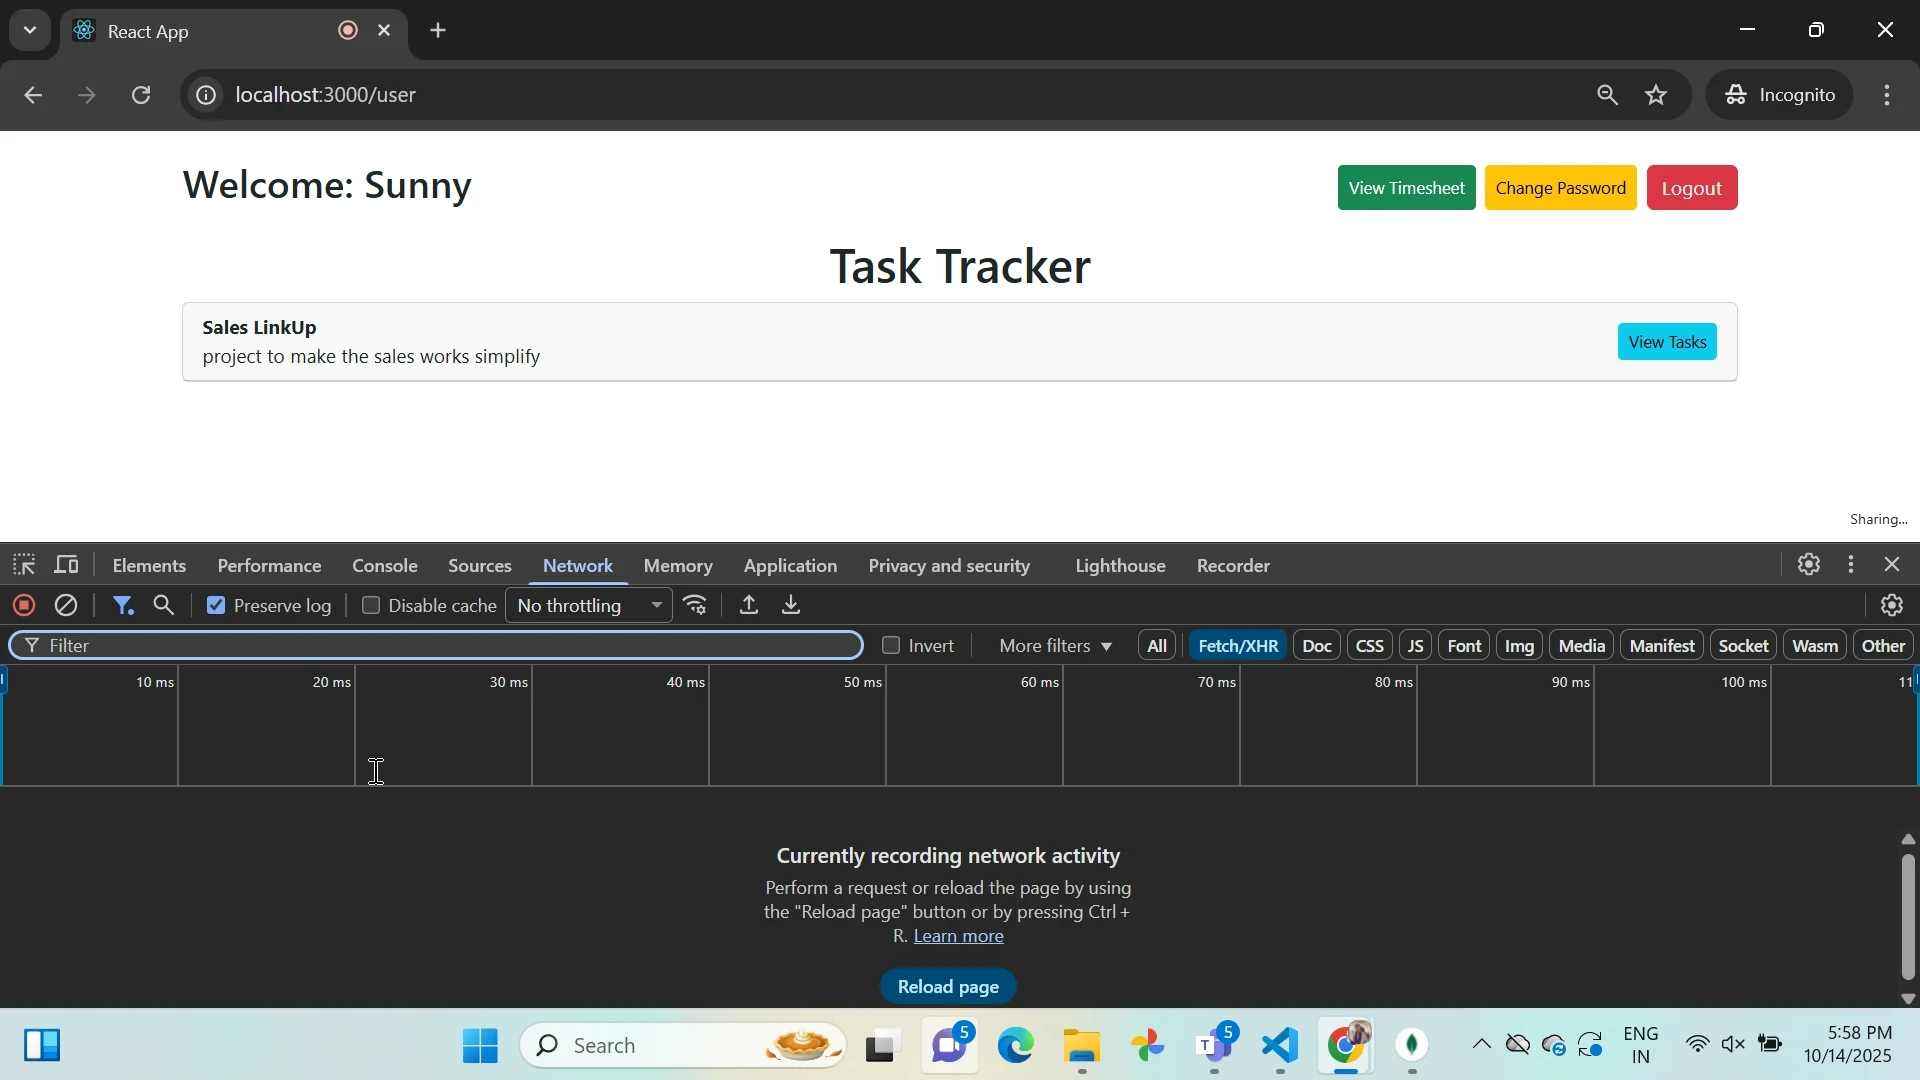 React App
localhost:3000/user
Incognito
Welcome: Sunny
View Timesheet
Change Password
Logout
Task Tracker
Sales LinkUp
project to make the sales works simplify
View Tasks
Sharing...
Elements
Performance
Console
Sources
Network
Memory
Application
Privacy and security
Lighthouse
Recorder
Preserve log
Disable cache
No throttling
Filter
Invert
More filters
All
Fetch/XHR
Doc
CSS
JS
Font
Img
Media
Manifest
Socket
Wasm
Other
10 ms
20 ms
30 ms
40 ms
50 ms
60 ms
70 ms
80 ms
90 ms
100 ms
11
Currently recording network activity
Perform a request or reload the page by using
the "Reload page" button or by pressing Ctrl +
R. Learn more
Reload page
Search
5
T
5
ENG
IN
5:58 PM
10/14/2025